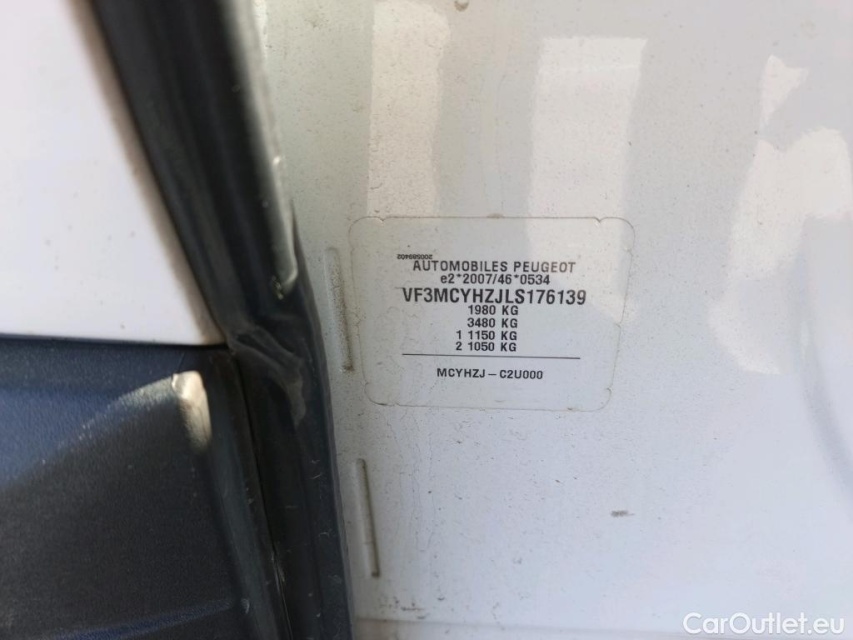 200585402
AUTOMOBILES PEUGEOT
e2*2007/46*0534
VF3MCYHZJLS176139
1980 KG
3480 KG
1 1150 KG
2 1050 KG
MCYHZJ – C2U000
CarOutlet.eu